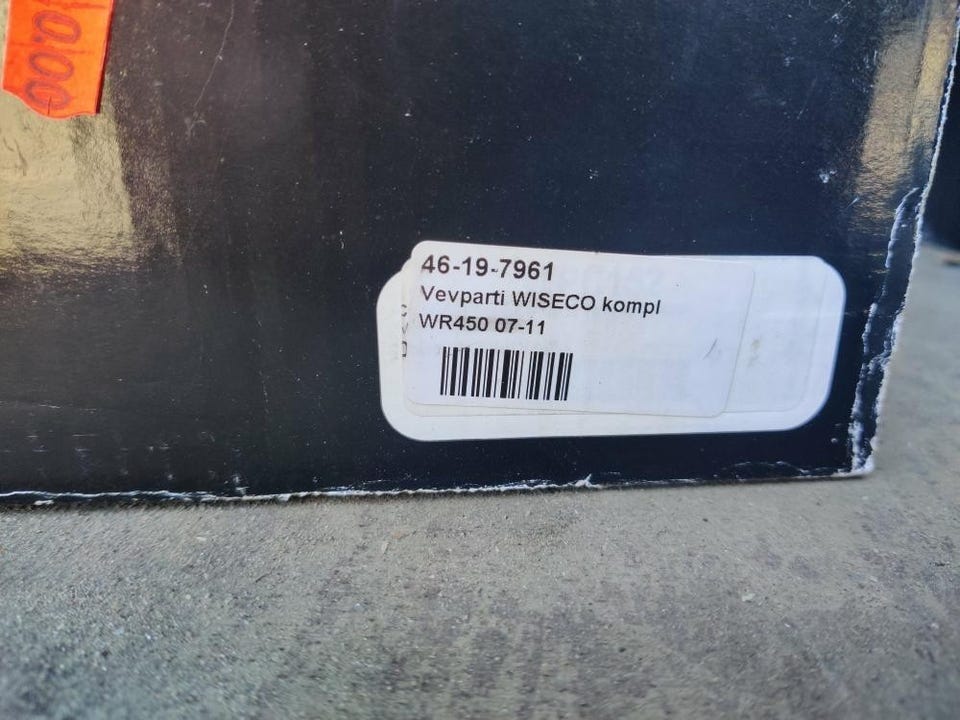 46-19-7961
Vevparti WISECO kompl
WR450 07-11